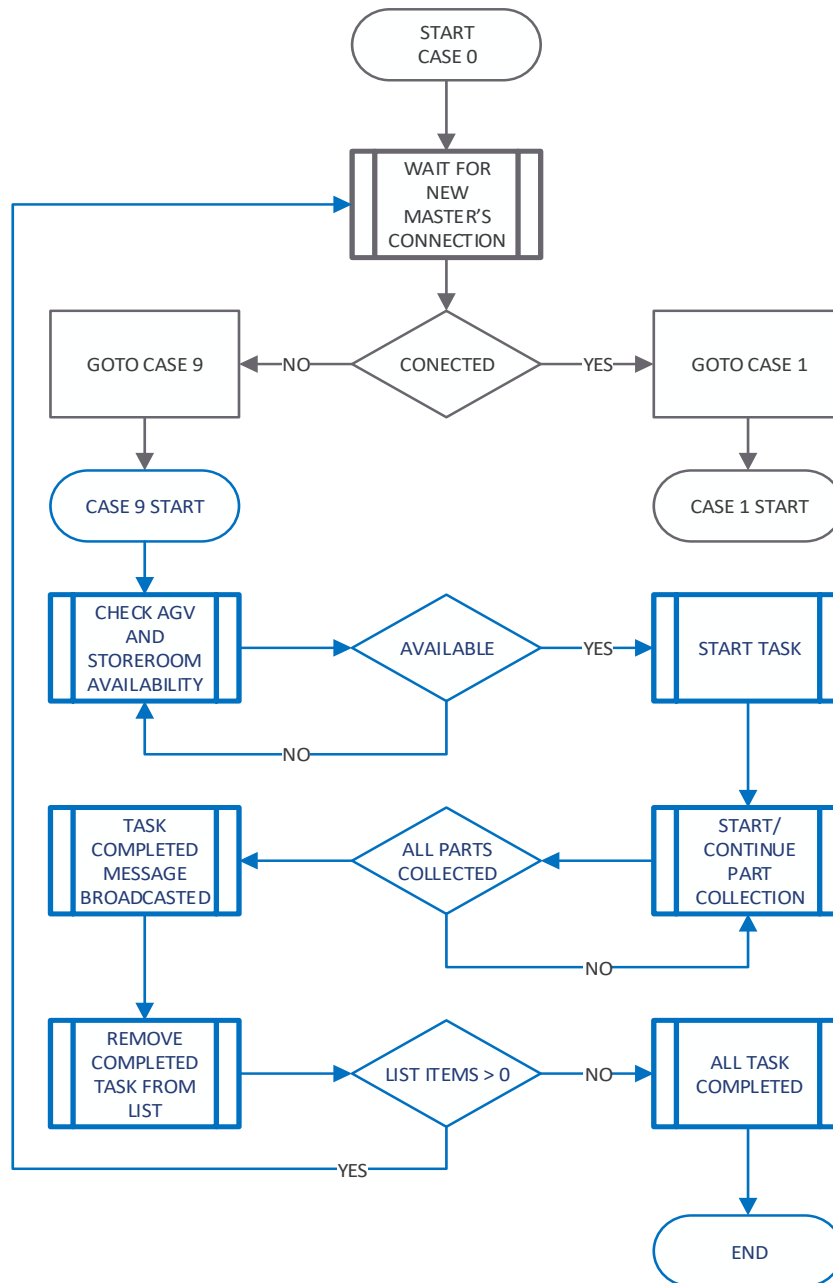 START
CASE 0
WAIT FOR
NEW
MASTER'S
CONNECTION
GOTO CASE 9
NO
CONECTED
YES
GOTO CASE 1
CASE 9 START
CASE 1 START
CHECK AGV
AND
STOREROOM
AVAILABILITY
AVAILABLE
YES
START TASK
NO
TASK
COMPLETED
MESSAGE
BROADCASTED
ALL PARTS
COLLECTED
START/
CONTINUE
PART
COLLECTION
NO
REMOVE
COMPLETED
TASK FROM
LIST
LIST ITEMS > 0
NO
ALL TASK
COMPLETED
YES
END